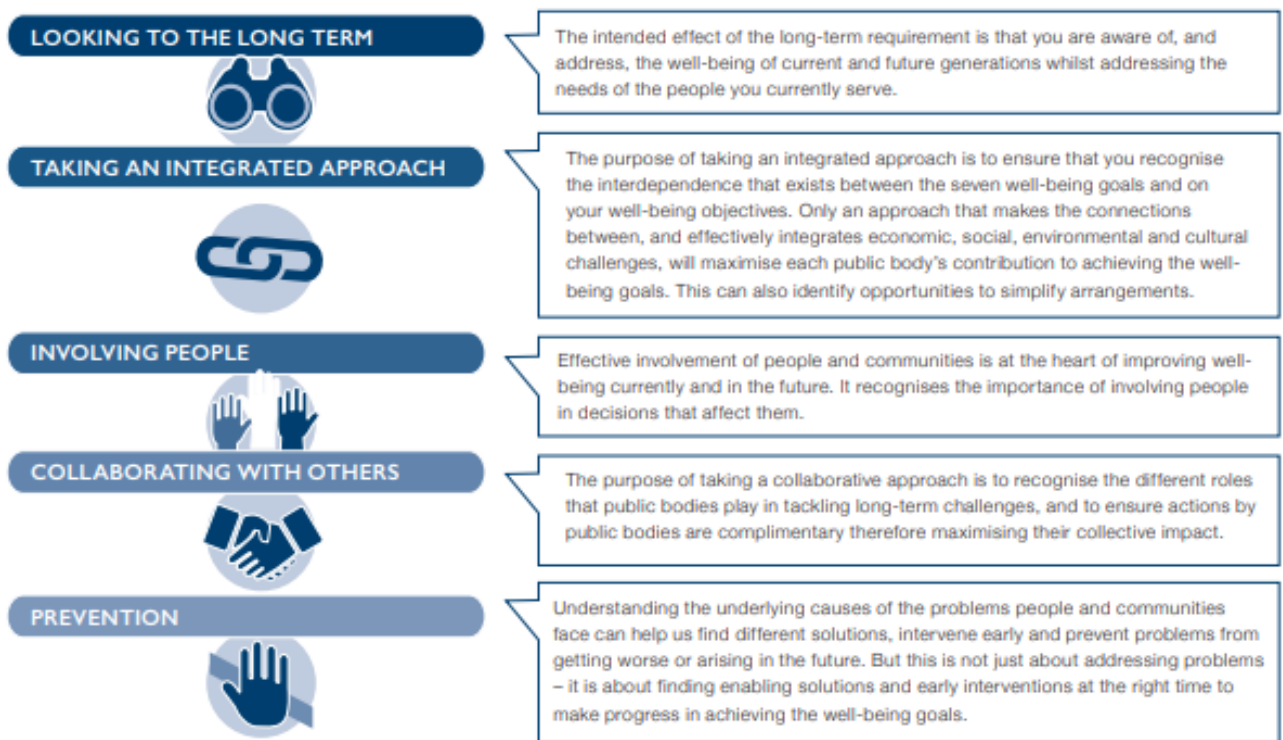 LOOKING TO THE LONG TERM
The intended effect of the long-term requirement is that you are aware of, and
address, the well-being of current and future generations whilst addressing the
needs of the people you currently serve.
TAKING AN INTEGRATED APPROACH
The purpose of taking an integrated approach is to ensure that you recognise
the interdependence that exists between the seven well-being goals and on
your well-being objectives. Only an approach that makes the connections
between, and effectively integrates economic, social, environmental and cultural
challenges, will maximise each public body's contribution to achieving the well-
being goals. This can also identify opportunities to simplify arrangements.
INVOLVING PEOPLE
Effective involvement of people and communities is at the heart of improving well-
being currently and in the future. It recognises the importance of involving people
in decisions that affect them.
COLLABORATING WITH OTHERS
The purpose of taking a collaborative approach is to recognise the different roles
that public bodies play in tackling long-term challenges, and to ensure actions by
public bodies are complimentary therefore maximising their collective impact.
PREVENTION
Understanding the underlying causes of the problems people and communities
face can help us find different solutions, intervene early and prevent problems from
getting worse or arising in the future. But this is not just about addressing problems
– it is about finding enabling solutions and early interventions at the right time to
make progress in achieving the well-being goals.